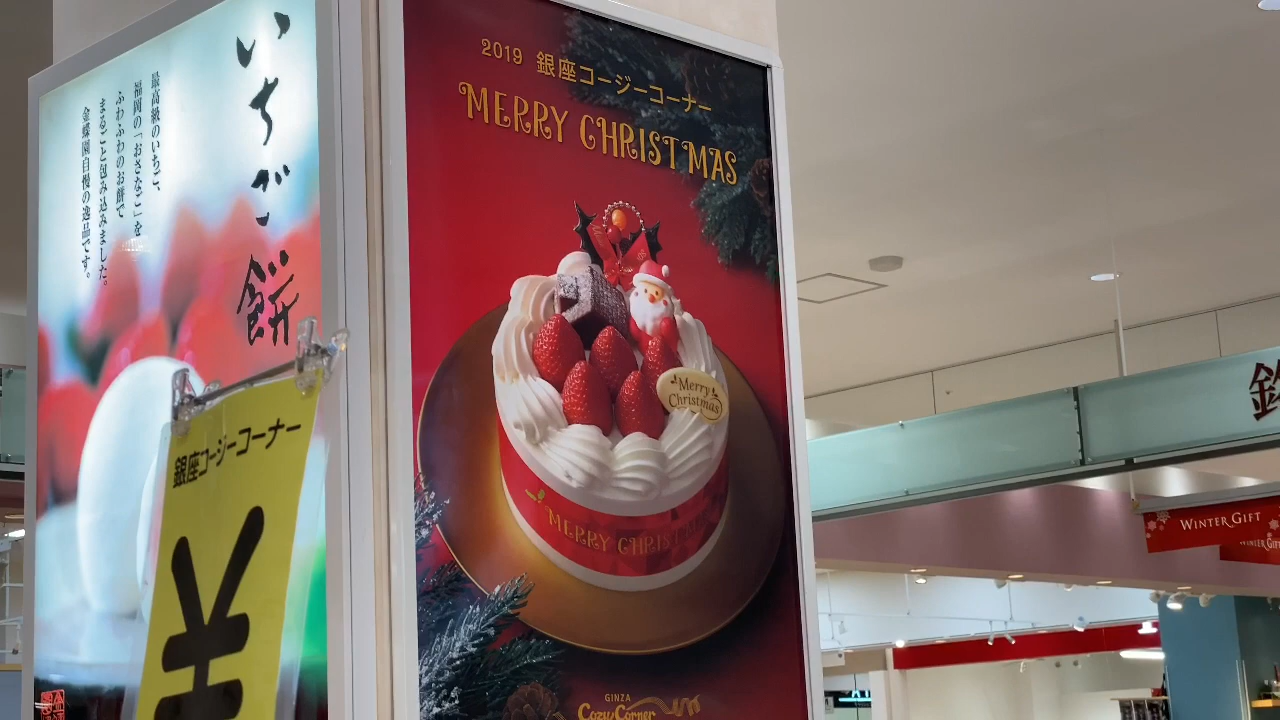 いちご餅
最高級のいちご、
福岡の「おさなご」を
ふわふわのお餅で
まるごと包み込みました。
金蝶園自慢の逸品です。
銀座コージーコーナー
¥
2019 銀座コージーコーナー
MERRY CHRISTMAS
Merry
Christmas
MERRY CHRISTMAS
GINZA
Cozy Corner
WINTER GIFT
WINTER GIFT